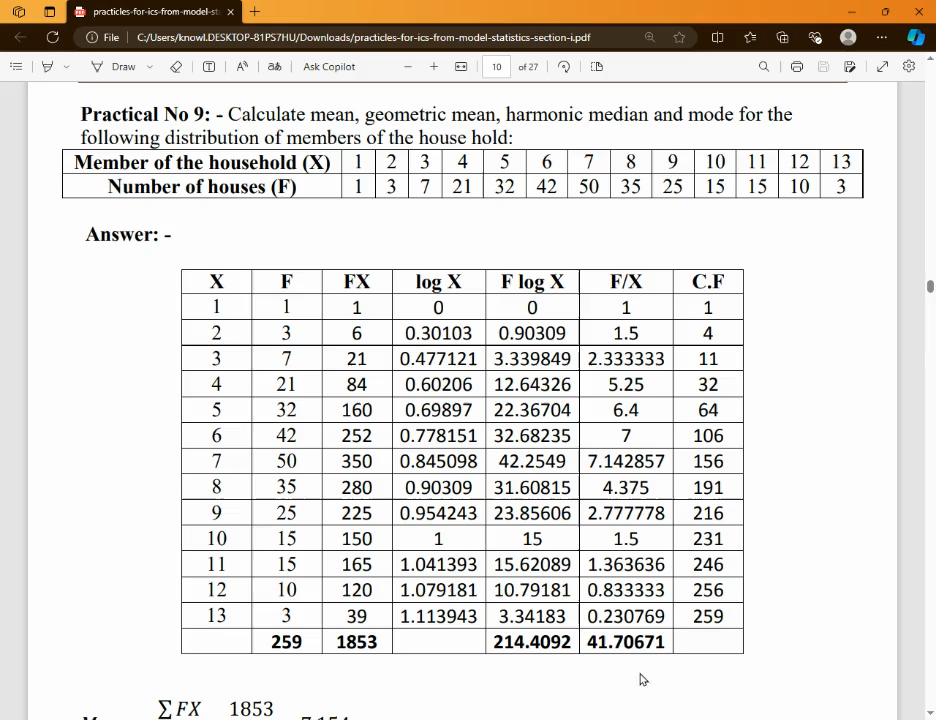 practicles-for-ics-from-model-st
File C:/Users/knowl.DESKTOP-81PS7HU/Downloads/practicles-for-ics-from-model-statistics-section-i.pdf
Draw Ask Copilot 10 of 27
Practical No 9: - Calculate mean, geometric mean, harmonic median and mode for the
following distribution of members of the house hold:
Member of the household (X) 1 2 3 4 5 6 7 8 9 10 11 12 13
Number of houses (F) 1 3 7 21 32 42 50 35 25 15 15 10 3
Answer: -
X F FX log X F log X F/X C.F
1 1 1 0 0 1 1
2 3 6 0.30103 0.90309 1.5 4
3 7 21 0.477121 3.339849 2.333333 11
4 21 84 0.60206 12.64326 5.25 32
5 32 160 0.69897 22.36704 6.4 64
6 42 252 0.778151 32.68235 7 106
7 50 350 0.845098 42.2549 7.142857 156
8 35 280 0.90309 31.60815 4.375 191
9 25 225 0.954243 23.85606 2.777778 216
10 15 150 1 15 1.5 231
11 15 165 1.041393 15.62089 1.363636 246
12 10 120 1.079181 10.79181 0.833333 256
13 3 39 1.113943 3.34183 0.230769 259
259 1853 214.4092 41.70671
∑FX 1853